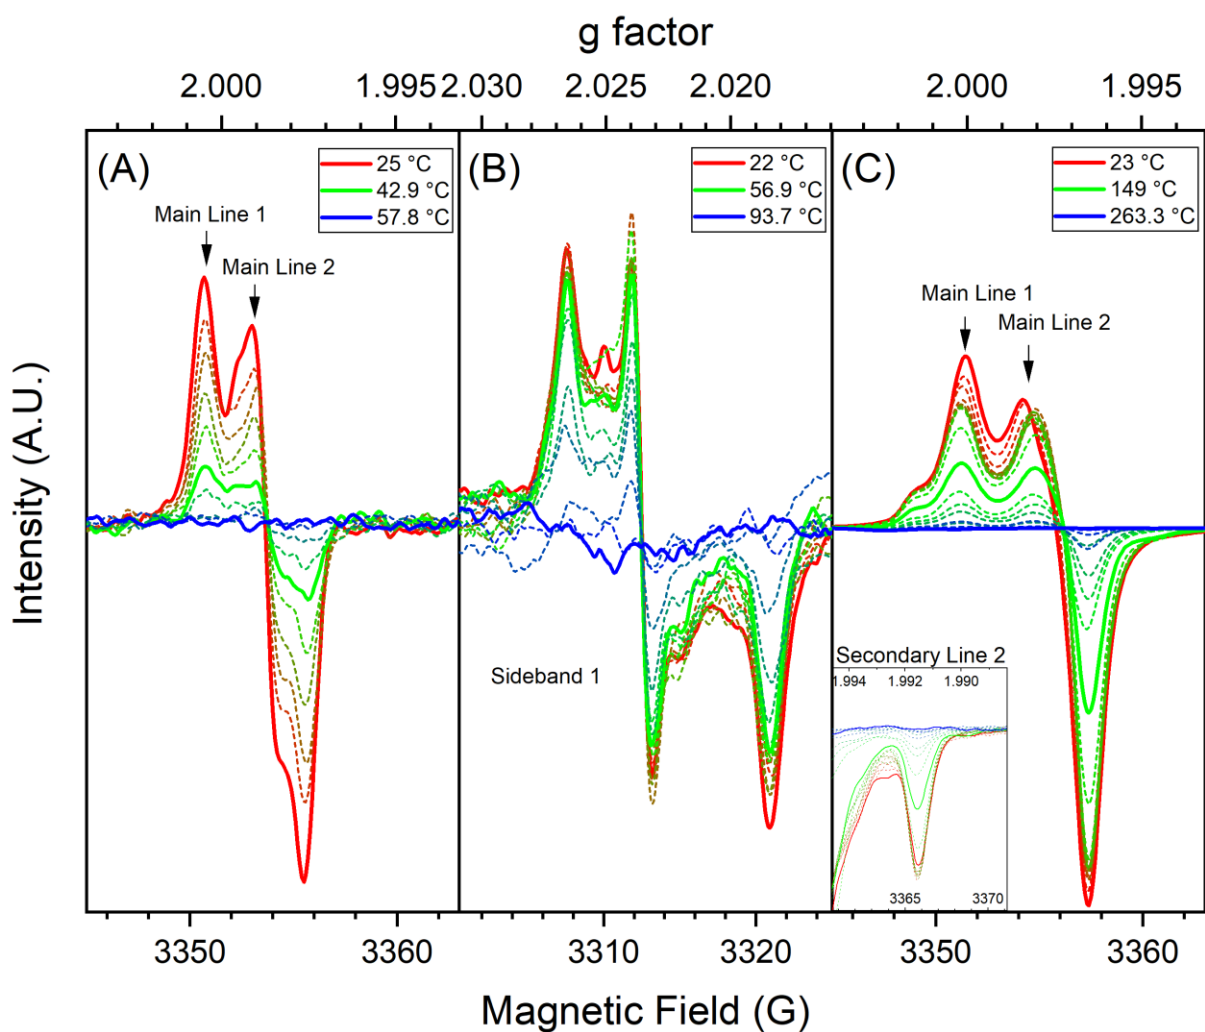 g factor
2.000 1.995 2.030 2.025 2.020 2.000 1.995
(A) (B) (C)
25 °C
42.9 °C
57.8 °C
22 °C
56.9 °C
93.7 °C
23 °C
149 °C
263.3 °C
Main Line 1
Main Line 2
Main Line 1
Main Line 2
Intensity (A.U.)
Sideband 1
Secondary Line 2
1.994 1.992 1.990
3365 3370
3350 3360 3310 3320 3350 3360
Magnetic Field (G)